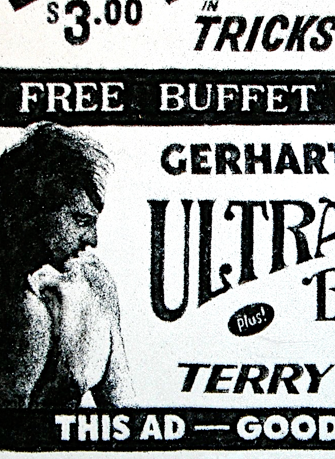 $3.00
IN
TRICKS
FREE BUFFET
GERHART
ULTRA
plus!
TERRY
THIS AD — GOOD